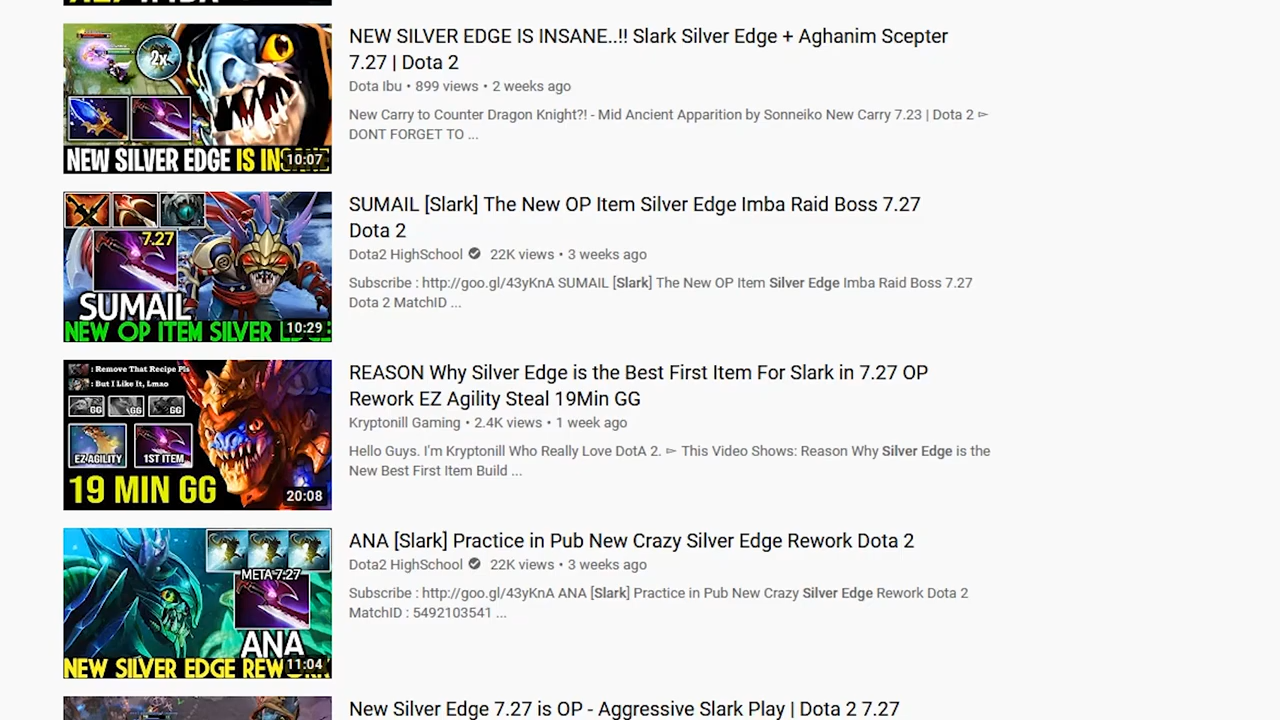 NEW SILVER EDGE IS INSANE..!! Slark Silver Edge + Aghanim Scepter
7.27 | Dota 2
Dota Ibu • 899 views • 2 weeks ago
New Carry to Counter Dragon Knight?! - Mid Ancient Apparition by Sonneiko New Carry 7.23 | Dota 2 ⊳
DONT FORGET TO ...
2x
NEW SILVER EDGE IS IN
10:07
SUMAIL [Slark] The New OP Item Silver Edge Imba Raid Boss 7.27
Dota 2
Dota2 HighSchool 22K views • 3 weeks ago
Subscribe : http://goo.gl/43yKnA SUMAIL [Slark] The New OP Item Silver Edge Imba Raid Boss 7.27
Dota 2 MatchID ...
7.27
SUMAIL
NEW OP ITEM SILVER
10:29
REASON Why Silver Edge is the Best First Item For Slark in 7.27 OP
Rework EZ Agility Steal 19Min GG
Kryptonill Gaming • 2.4K views • 1 week ago
Hello Guys. I'm Kryptonill Who Really Love DotA 2. ⊳ This Video Shows: Reason Why Silver Edge is the
New Best First Item Build ...
: Remove That Recipe Pls
: But I Like It, Lmao
GG GG GG
EZ AGILITY 1ST ITEM
19 MIN GG
20:08
ANA [Slark] Practice in Pub New Crazy Silver Edge Rework Dota 2
Dota2 HighSchool 22K views • 3 weeks ago
Subscribe : http://goo.gl/43yKnA ANA [Slark] Practice in Pub New Crazy Silver Edge Rework Dota 2
MatchID : 5492103541 ...
META 7.27
ANA
NEW SILVER EDGE REWORK
11:04
New Silver Edge 7.27 is OP - Aggressive Slark Play | Dota 2 7.27